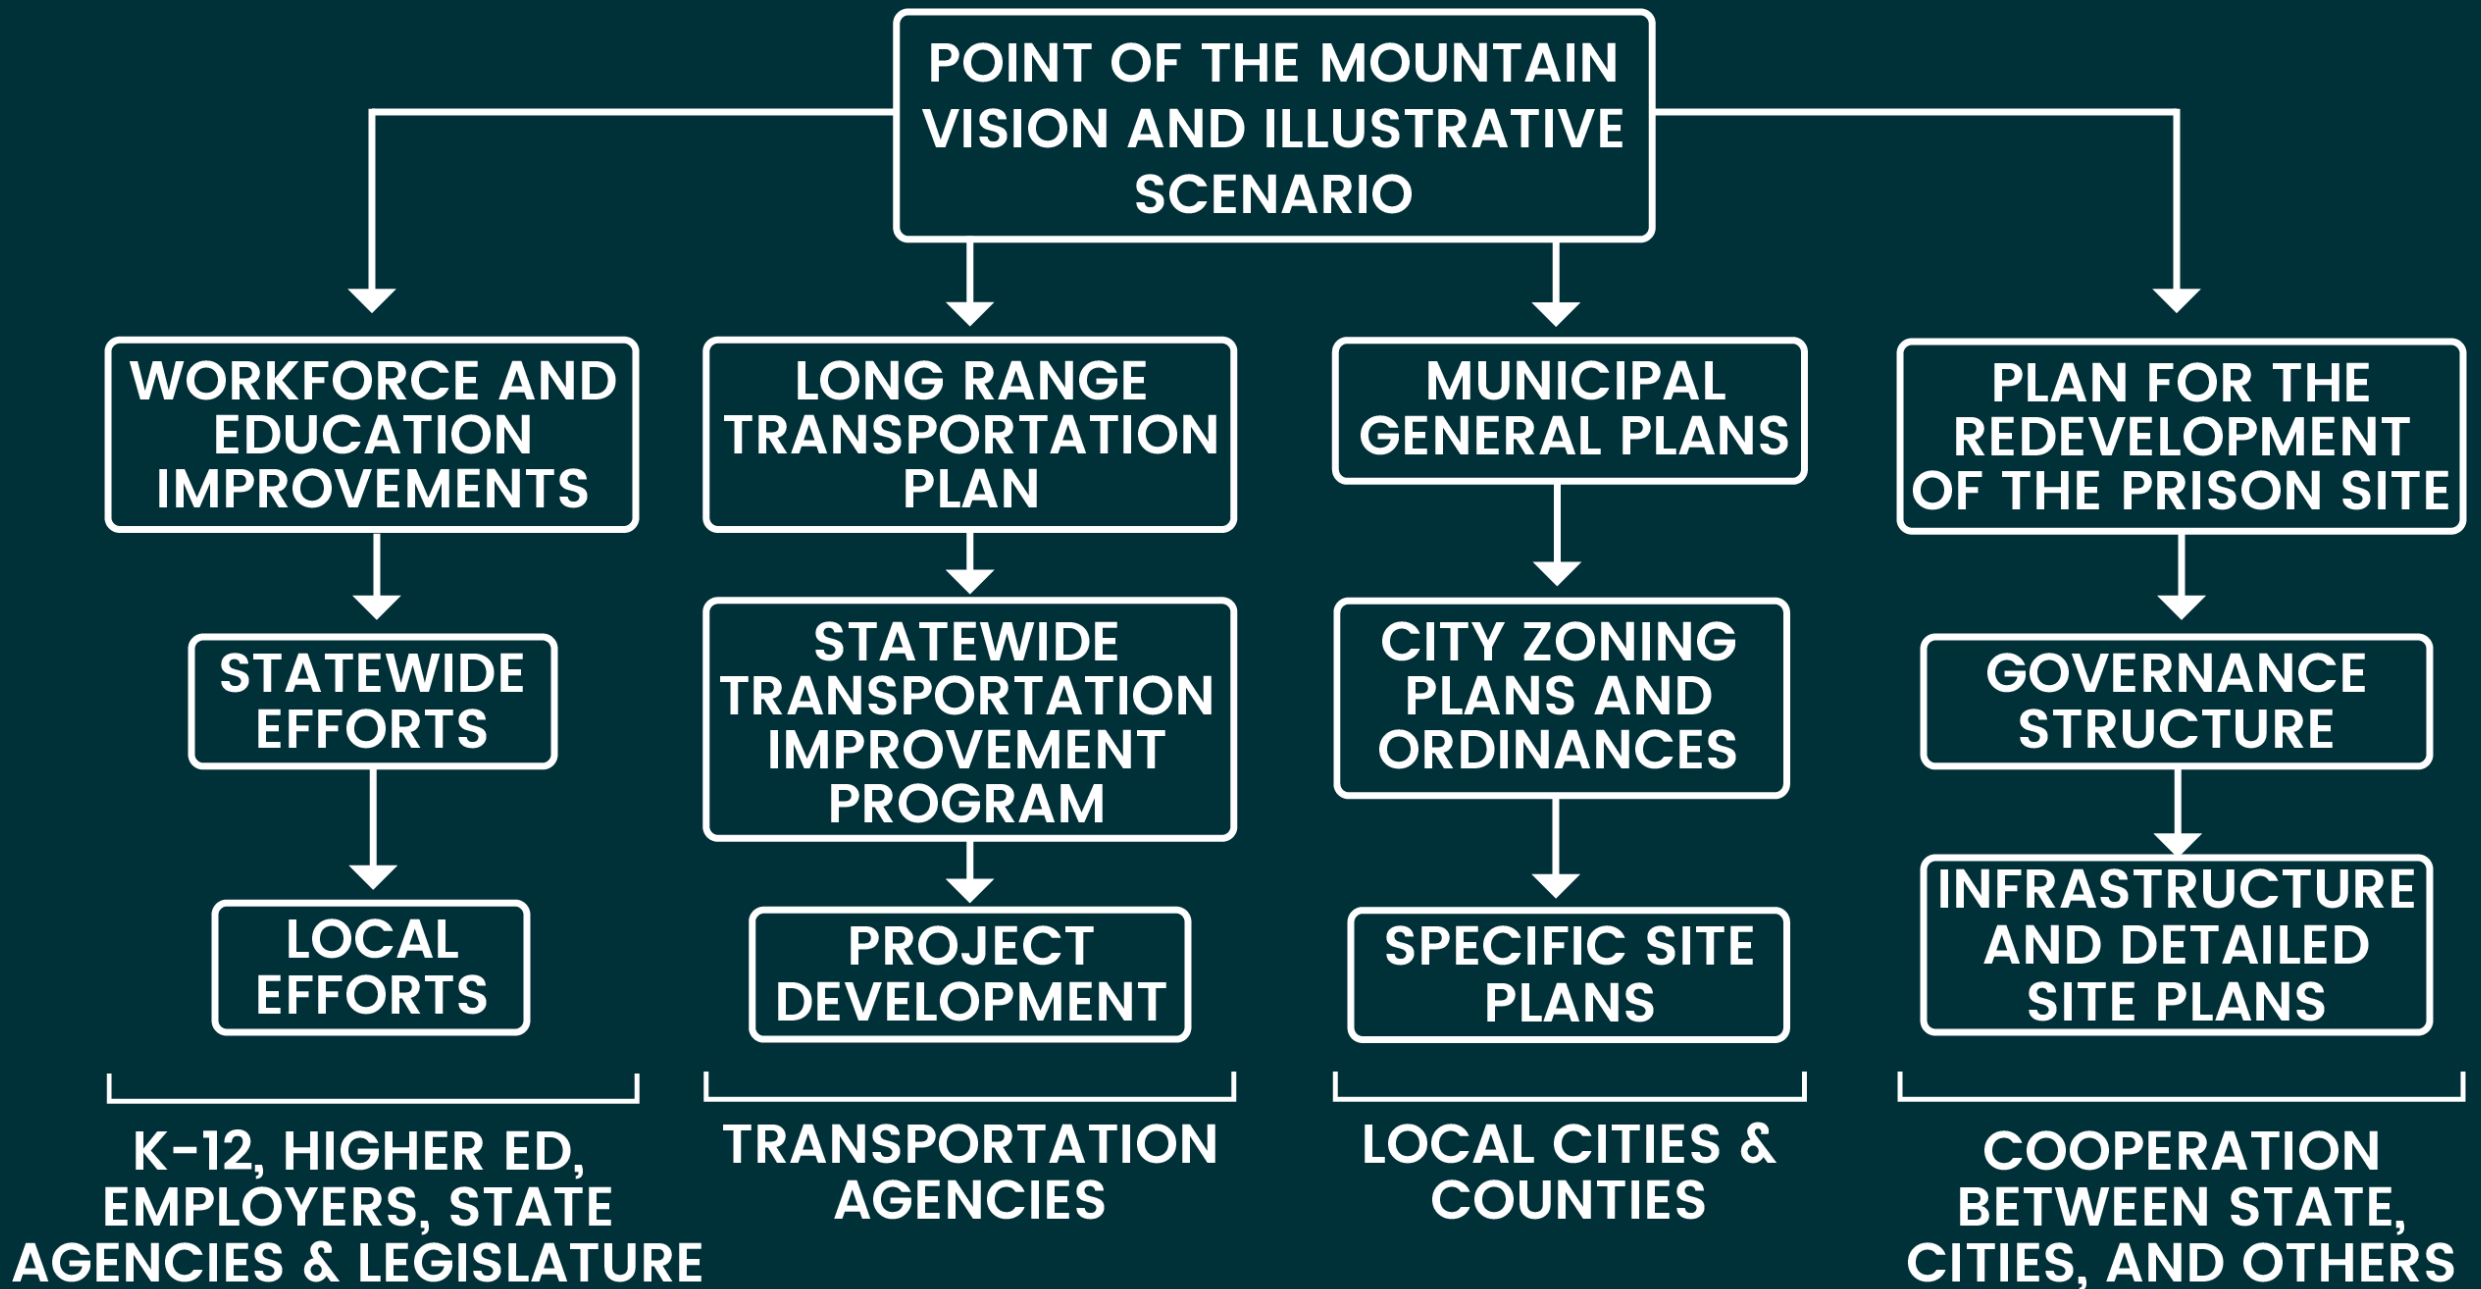 POINT OF THE MOUNTAIN
VISION AND ILLUSTRATIVE
SCENARIO
WORKFORCE AND
EDUCATION
IMPROVEMENTS
STATEWIDE
EFFORTS
LOCAL
EFFORTS
K-12, HIGHER ED,
EMPLOYERS, STATE
AGENCIES & LEGISLATURE
LONG RANGE
TRANSPORTATION
PLAN
STATEWIDE
TRANSPORTATION
IMPROVEMENT
PROGRAM
PROJECT
DEVELOPMENT
TRANSPORTATION
AGENCIES
MUNICIPAL
GENERAL PLANS
CITY ZONING
PLANS AND
ORDINANCES
SPECIFIC SITE
PLANS
LOCAL CITIES &
COUNTIES
PLAN FOR THE
REDEVELOPMENT
OF THE PRISON SITE
GOVERNANCE
STRUCTURE
INFRASTRUCTURE
AND DETAILED
SITE PLANS
COOPERATION
BETWEEN STATE,
CITIES, AND OTHERS